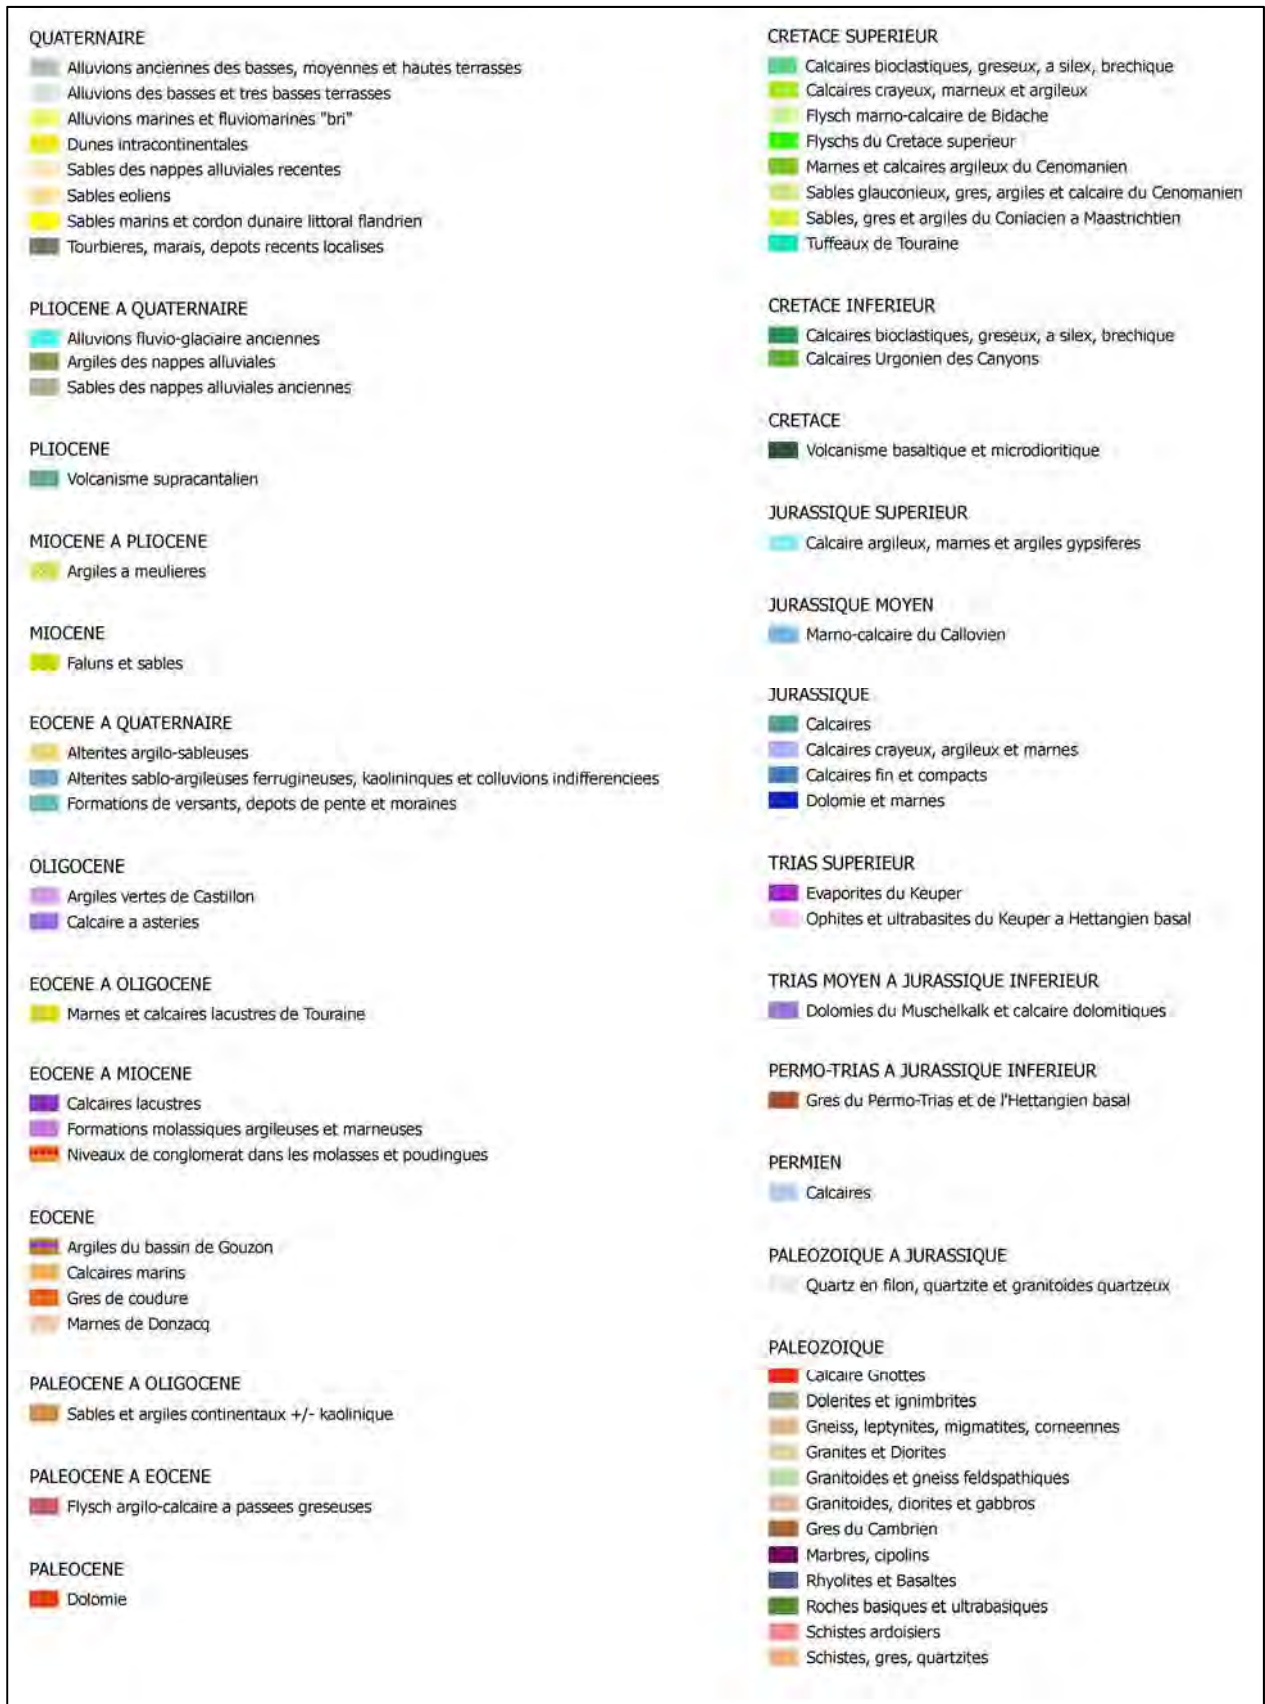 QUATERNAIRE
Alluvions anciennes des basses, moyennes et hautes terrasses
Alluvions des basses et tres basses terrasses
Alluvions marines et fluviomarines "bri"
Dunes intracontinentales
Sables des nappes alluviales recentes
Sables eoliens
Sables marins et cordon dunaire littoral flandrien
Tourbieres, marais, depots recents localises
PLIOCENE A QUATERNAIRE
Alluvions fluvio-glaciaire anciennes
Argiles des nappes alluviales
Sables des nappes alluviales anciennes
PLIOCENE
Volcanisme supracantalien
MIOCENE A PLIOCENE
Argiles a meulieres
MIOCENE
Faluns et sables
EOCENE A QUATERNAIRE
Alterites argilo-sableuses
Alterites sablo-argileuses ferrugineuses, kaolininques et colluvions indifferenciees
Formations de versants, depots de pente et moraines
OLIGOCENE
Argiles vertes de Castillon
Calcaire a asteries
EOCENE A OLIGOCENE
Marnes et calcaires lacustres de Touraine
EOCENE A MIOCENE
Calcaires lacustres
Formations molassiques argileuses et marneuses
Niveaux de conglomerat dans les molasses et poudingues
EOCENE
Argiles du bassin de Gouzon
Calcaires marins
Gres de coudure
Marnes de Donzacq
PALEOCENE A OLIGOCENE
Sables et argiles continentaux +/- kaolinique
PALEOCENE A EOCENE
Flysch argilo-calcaire a passees greseuses
PALEOCENE
Dolomie
CRETACE SUPERIEUR
Calcaires bioclastiques, greseux, a silex, brechique
Calcaires crayeux, marneux et argileux
Flysch marno-calcaire de Bidache
Flyschs du Cretace superieur
Marnes et calcaires argileux du Cenomanien
Sables glauconieux, gres, argiles et calcaire du Cenomanien
Sables, gres et argiles du Coniacien a Maastrichtien
Tuffeaux de Touraine
CRETACE INFERIEUR
Calcaires bioclastiques, greseux, a silex, brechique
Calcaires Urgonien des Canyons
CRETACE
Volcanisme basaltique et microdioritique
JURASSIQUE SUPERIEUR
Calcaire argileux, marnes et argiles gypsiferes
JURASSIQUE MOYEN
Marno-calcaire du Callovien
JURASSIQUE
Calcaires
Calcaires crayeux, argileux et marnes
Calcaires fin et compacts
Dolomie et marnes
TRIAS SUPERIEUR
Evaporites du Keuper
Ophites et ultrabasites du Keuper a Hettangien basal
TRIAS MOYEN A JURASSIQUE INFERIEUR
Dolomies du Muschelkalk et calcaire dolomitiques
PERMO-TRIAS A JURASSIQUE INFERIEUR
Gres du Permo-Trias et de l'Hettangien basal
PERMIEN
Calcaires
PALEOZOIQUE A JURASSIQUE
Quartz en filon, quartzite et granitoides quartzeux
PALEOZOIQUE
Calcaire Griottes
Dolerites et ignimbrites
Gneiss, leptynites, migmatites, corneennes
Granites et Diorites
Granitoides et gneiss feldspathiques
Granitoides, diorites et gabbros
Gres du Cambrien
Marbres, cipolins
Rhyolites et Basaltes
Roches basiques et ultrabasiques
Schistes ardoisiers
Schistes, gres, quartzites